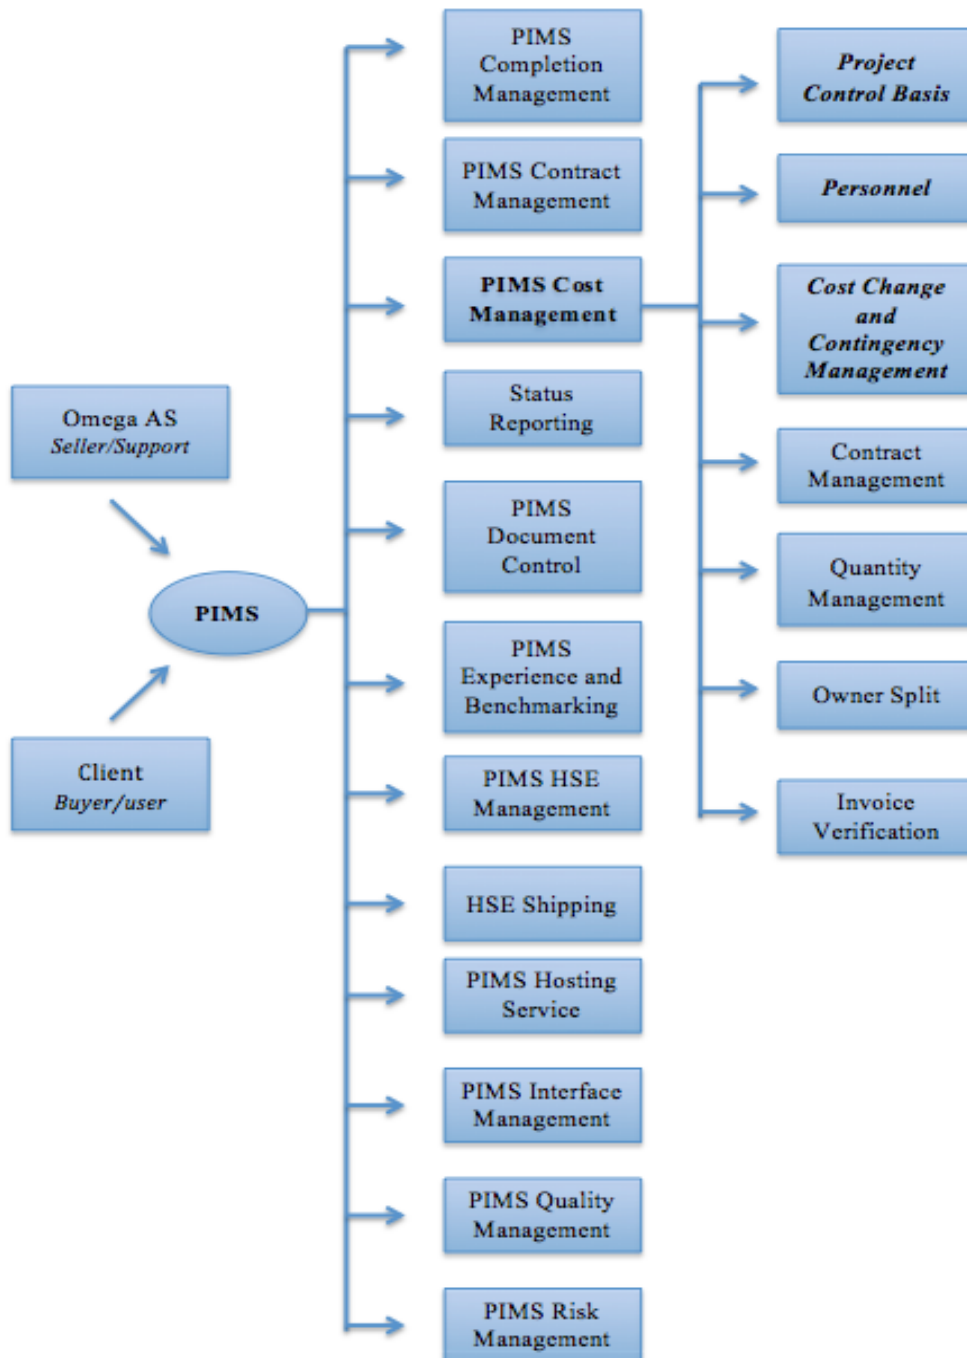 Omega AS
Seller/Support
PIMS
Client
Buyer/user
PIMS
Completion
Management
PIMS Contract
Management
PIMS Cost
Management
Status
Reporting
PIMS
Document
Control
PIMS
Experience and
Benchmarking
PIMS HSE
Management
HSE Shipping
PIMS Hosting
Service
PIMS Interface
Management
PIMS Quality
Management
PIMS Risk
Management
Project
Control Basis
Personnel
Cost Change
and
Contingency
Management
Contract
Management
Quantity
Management
Owner Split
Invoice
Verification